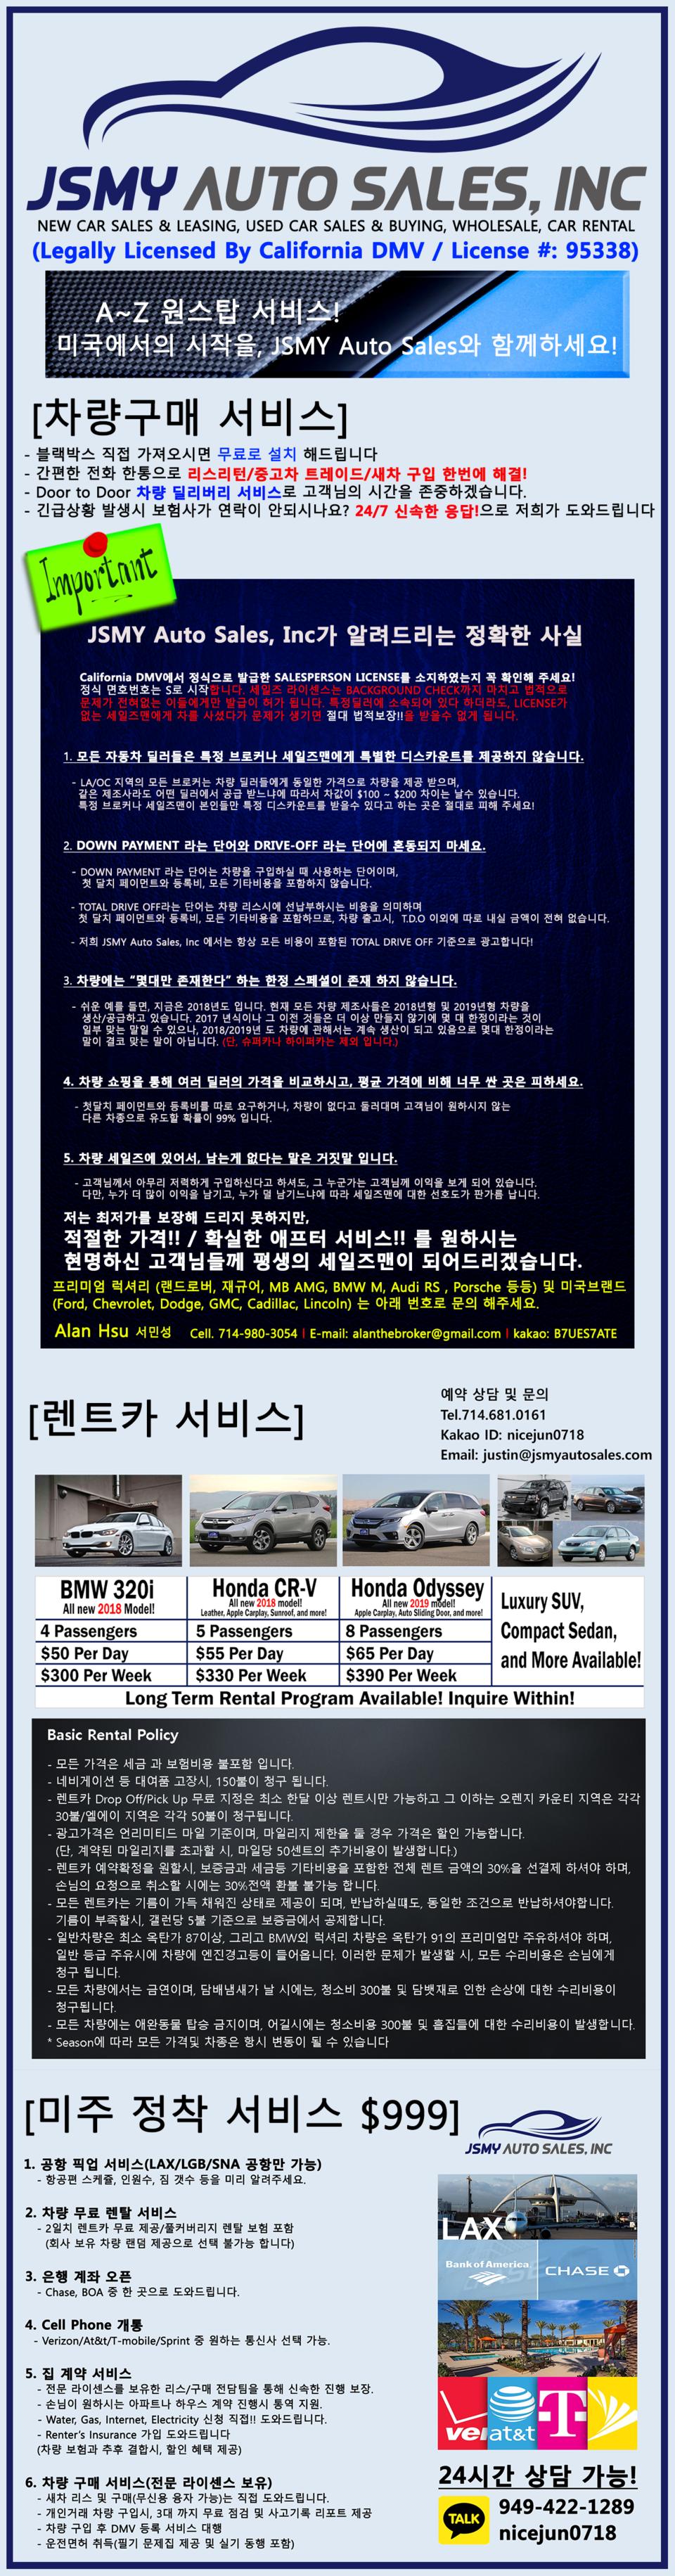 JSMY AUTO SALES, INC
NEW CAR SALES & LEASING, USED CAR SALES & BUYING, WHOLESALE, CAR RENTAL
(Legally Licensed By California DMV / License #: 95338)
A~Z 원스탑 서비스!
미국에서의 시작을, JSMY Auto Sales와 함께하세요!
[차량구매 서비스]
- 블랙박스 직접 가져오시면 무료로 설치 해드립니다
- 간편한 전화 한통으로 리스리턴/중고차 트레이드/새차 구입 한번에 해결!
- Door to Door 차량 딜리버리 서비스로 고객님의 시간을 존중하겠습니다.
- 긴급상황 발생시 보험사가 연락이 안되시나요? 24/7 신속한 응답!으로 저희가 도와드립니다
Important
JSMY Auto Sales, Inc가 알려드리는 정확한 사실
California DMV에서 정식으로 발급한 SALESPERSON LICENSE를 소지하였는지 꼭 확인해 주세요!
정식 면호번호는 S로 시작합니다. 세일즈 라이센스는 BACKGROUND CHECK까지 마치고 법적으로
문제가 전혀없는 이들에게만 발급이 허가 됩니다. 특정딜러에 소속되어 있다 하더라도, LICENSE가
없는 세일즈맨에게 차를 사셨다가 문제가 생기면 절대 법적보장!!을 받을수 없게 됩니다.
1. 모든 자동차 딜러들은 특정 브로커나 세일즈맨에게 특별한 디스카운트를 제공하지 않습니다.
- LA/OC 지역의 모든 브로커는 차량 딜러들에게 동일한 가격으로 차량을 제공 받으며,
같은 제조사라도 어떤 딜러에서 공급 받느냐에 따라서 차값이 $100 ~ $200 차이는 날수 있습니다.
특정 브로커나 세일즈맨이 본인들만 특정 디스카운트를 받을수 있다고 하는 곳은 절대로 피해 주세요!
2. DOWN PAYMENT 라는 단어와 DRIVE-OFF 라는 단어에 혼동되지 마세요.
- DOWN PAYMENT 라는 단어는 차량을 구입하실 때 사용하는 단어이며,
첫 달치 페이먼트와 등록비, 모든 기타비용을 포함하지 않습니다.
- TOTAL DRIVE OFF라는 단어는 차량 리스시에 선납부하시는 비용을 의미하며
첫 달치 페이먼트와 등록비, 모든 기타비용을 포함하므로, 차량 출고시, T.D.O 이외에 따로 내실 금액이 전혀 없습니다.
- 저희 JSMY Auto Sales, Inc 에서는 항상 모든 비용이 포함된 TOTAL DRIVE OFF 기준으로 광고합니다!
3. 차량에는 "몇대만 존재한다" 하는 한정 스페셜이 존재 하지 않습니다.
- 쉬운 예를 들면, 지금은 2018년도 입니다. 현재 모든 차량 제조사들은 2018년형 및 2019년형 차량을
생산/공급하고 있습니다. 2017 년식이나 그 이전 것들은 더 이상 만들지 않기에 몇 대 한정이라는 것이
일부 맞는 말일 수 있으나, 2018/2019년 도 차량에 관해서는 계속 생산이 되고 있음으로 몇대 한정이라는
말이 결코 맞는 말이 아닙니다. (단, 슈퍼카나 하이퍼카는 제외 입니다.)
4. 차량 쇼핑을 통해 여러 딜러의 가격을 비교하시고, 평균 가격에 비해 너무 싼 곳은 피하세요.
- 첫달치 페이먼트와 등록비를 따로 요구하거나, 차량이 없다고 둘러대며 고객님이 원하시지 않는
다른 차종으로 유도할 확률이 99% 입니다.
5. 차량 세일즈에 있어서, 남는게 없다는 말은 거짓말 입니다.
- 고객님께서 아무리 저력하게 구입하신다고 하셔도, 그 누군가는 고객님께 이익을 보게 되어 있습니다.
다만, 누가 더 많이 이익을 남기고, 누가 덜 남기느냐에 따라 세일즈맨에 대한 선호도가 판가름 납니다.
저는 최저가를 보장해 드리지 못하지만,
적절한 가격!! / 확실한 애프터 서비스!! 를 원하시는
현명하신 고객님들께 평생의 세일즈맨이 되어드리겠습니다.
프리미엄 럭셔리 (랜드로버, 재규어, MB AMG, BMW M, Audi RS , Porsche 등등) 및 미국브랜드
(Ford, Chevrolet, Dodge, GMC, Cadillac, Lincoln) 는 아래 번호로 문의 해주세요.
Alan Hsu 서민성 Cell. 714-980-3054 | E-mail: alanthebroker@gmail.com | kakao: B7UES7ATE
[렌트카 서비스]
예약 상담 및 문의
Tel.714.681.0161
Kakao ID: nicejun0718
Email: justin@jsmyautosales.com
BMW 320i
All new 2018 Model!
4 Passengers
$50 Per Day
$300 Per Week
Honda CR-V
All new 2018 model!
Leather, Apple Carplay, Sunroof, and more!
5 Passengers
$55 Per Day
$330 Per Week
Honda Odyssey
All new 2019 model!
Apple Carplay, Auto Sliding Door, and more!
8 Passengers
$65 Per Day
$390 Per Week
Luxury SUV,
Compact Sedan,
and More Available!
Long Term Rental Program Available! Inquire Within!
Basic Rental Policy
- 모든 가격은 세금 과 보험비용 불포함 입니다.
- 네비게이션 등 대여품 고장시, 150불이 청구 됩니다.
- 렌트카 Drop Off/Pick Up 무료 지정은 최소 한달 이상 렌트시만 가능하고 그 이하는 오렌지 카운티 지역은 각각
30불/엘에이 지역은 각각 50불이 청구됩니다.
- 광고가격은 언리미티드 마일 기준이며, 마일리지 제한을 둘 경우 가격은 할인 가능합니다.
(단, 계약된 마일리지를 초과할 시, 마일당 50센트의 추가비용이 발생합니다.)
- 렌트카 예약확정을 원할시, 보증금과 세금등 기타비용을 포함한 전체 렌트 금액의 30%을 선결제 하셔야 하며,
손님의 요청으로 취소할 시에는 30%전액 환불 불가능 합니다.
- 모든 렌트카는 기름이 가득 채워진 상태로 제공이 되며, 반납하실때도, 동일한 조건으로 반납하셔야합니다.
기름이 부족할시, 갤런당 5불 기준으로 보증금에서 공제합니다.
- 일반차량은 최소 옥탄가 87이상, 그리고 BMW외 럭셔리 차량은 옥탄가 91의 프리미엄만 주유하셔야 하며,
일반 등급 주유시에 차량에 엔진경고등이 들어옵니다. 이러한 문제가 발생할 시, 모든 수리비용은 손님에게
청구 됩니다.
- 모든 차량에서는 금연이며, 담배냄새가 날 시에는, 청소비 300불 및 담뱃재로 인한 손상에 대한 수리비용이
청구됩니다.
- 모든 차량에는 애완동물 탑승 금지이며, 어길시에는 청소비용 300불 및 흠집들에 대한 수리비용이 발생합니다.
* Season에 따라 모든 가격및 차종은 항시 변동이 될 수 있습니다
[미주 정착 서비스 $999]
JSMY AUTO SALES, INC
1. 공항 픽업 서비스(LAX/LGB/SNA 공항만 가능)
- 항공편 스케쥴, 인원수, 짐 갯수 등을 미리 알려주세요.
2. 차량 무료 렌탈 서비스
- 2일치 렌트카 무료 제공/풀커버리지 렌탈 보험 포함
(회사 보유 차량 랜덤 제공으로 선택 불가능 합니다)
3. 은행 계좌 오픈
- Chase, BOA 중 한 곳으로 도와드립니다.
4. Cell Phone 개통
- Verizon/At&t/T-mobile/Sprint 중 원하는 통신사 선택 가능.
5. 집 계약 서비스
- 전문 라이센스를 보유한 리스/구매 전담팀을 통해 신속한 진행 보장.
- 손님이 원하시는 아파트나 하우스 계약 진행시 통역 지원.
- Water, Gas, Internet, Electricity 신청 직접!! 도와드립니다.
- Renter's Insurance 가입 도와드립니다
(차량 보험과 추후 결합시, 할인 혜택 제공)
6. 차량 구매 서비스(전문 라이센스 보유)
- 새차 리스 및 구매(무신용 융자 가능)는 직접 도와드립니다.
- 개인거래 차량 구입시, 3대 까지 무료 점검 및 사고기록 리포트 제공
- 차량 구입 후 DMV 등록 서비스 대행
- 운전면허 취득(필기 문제집 제공 및 실기 동행 포함)
LAX
Bank of America
CHASE
at&t
T
24시간 상담 가능!
TALK
949-422-1289
nicejun0718